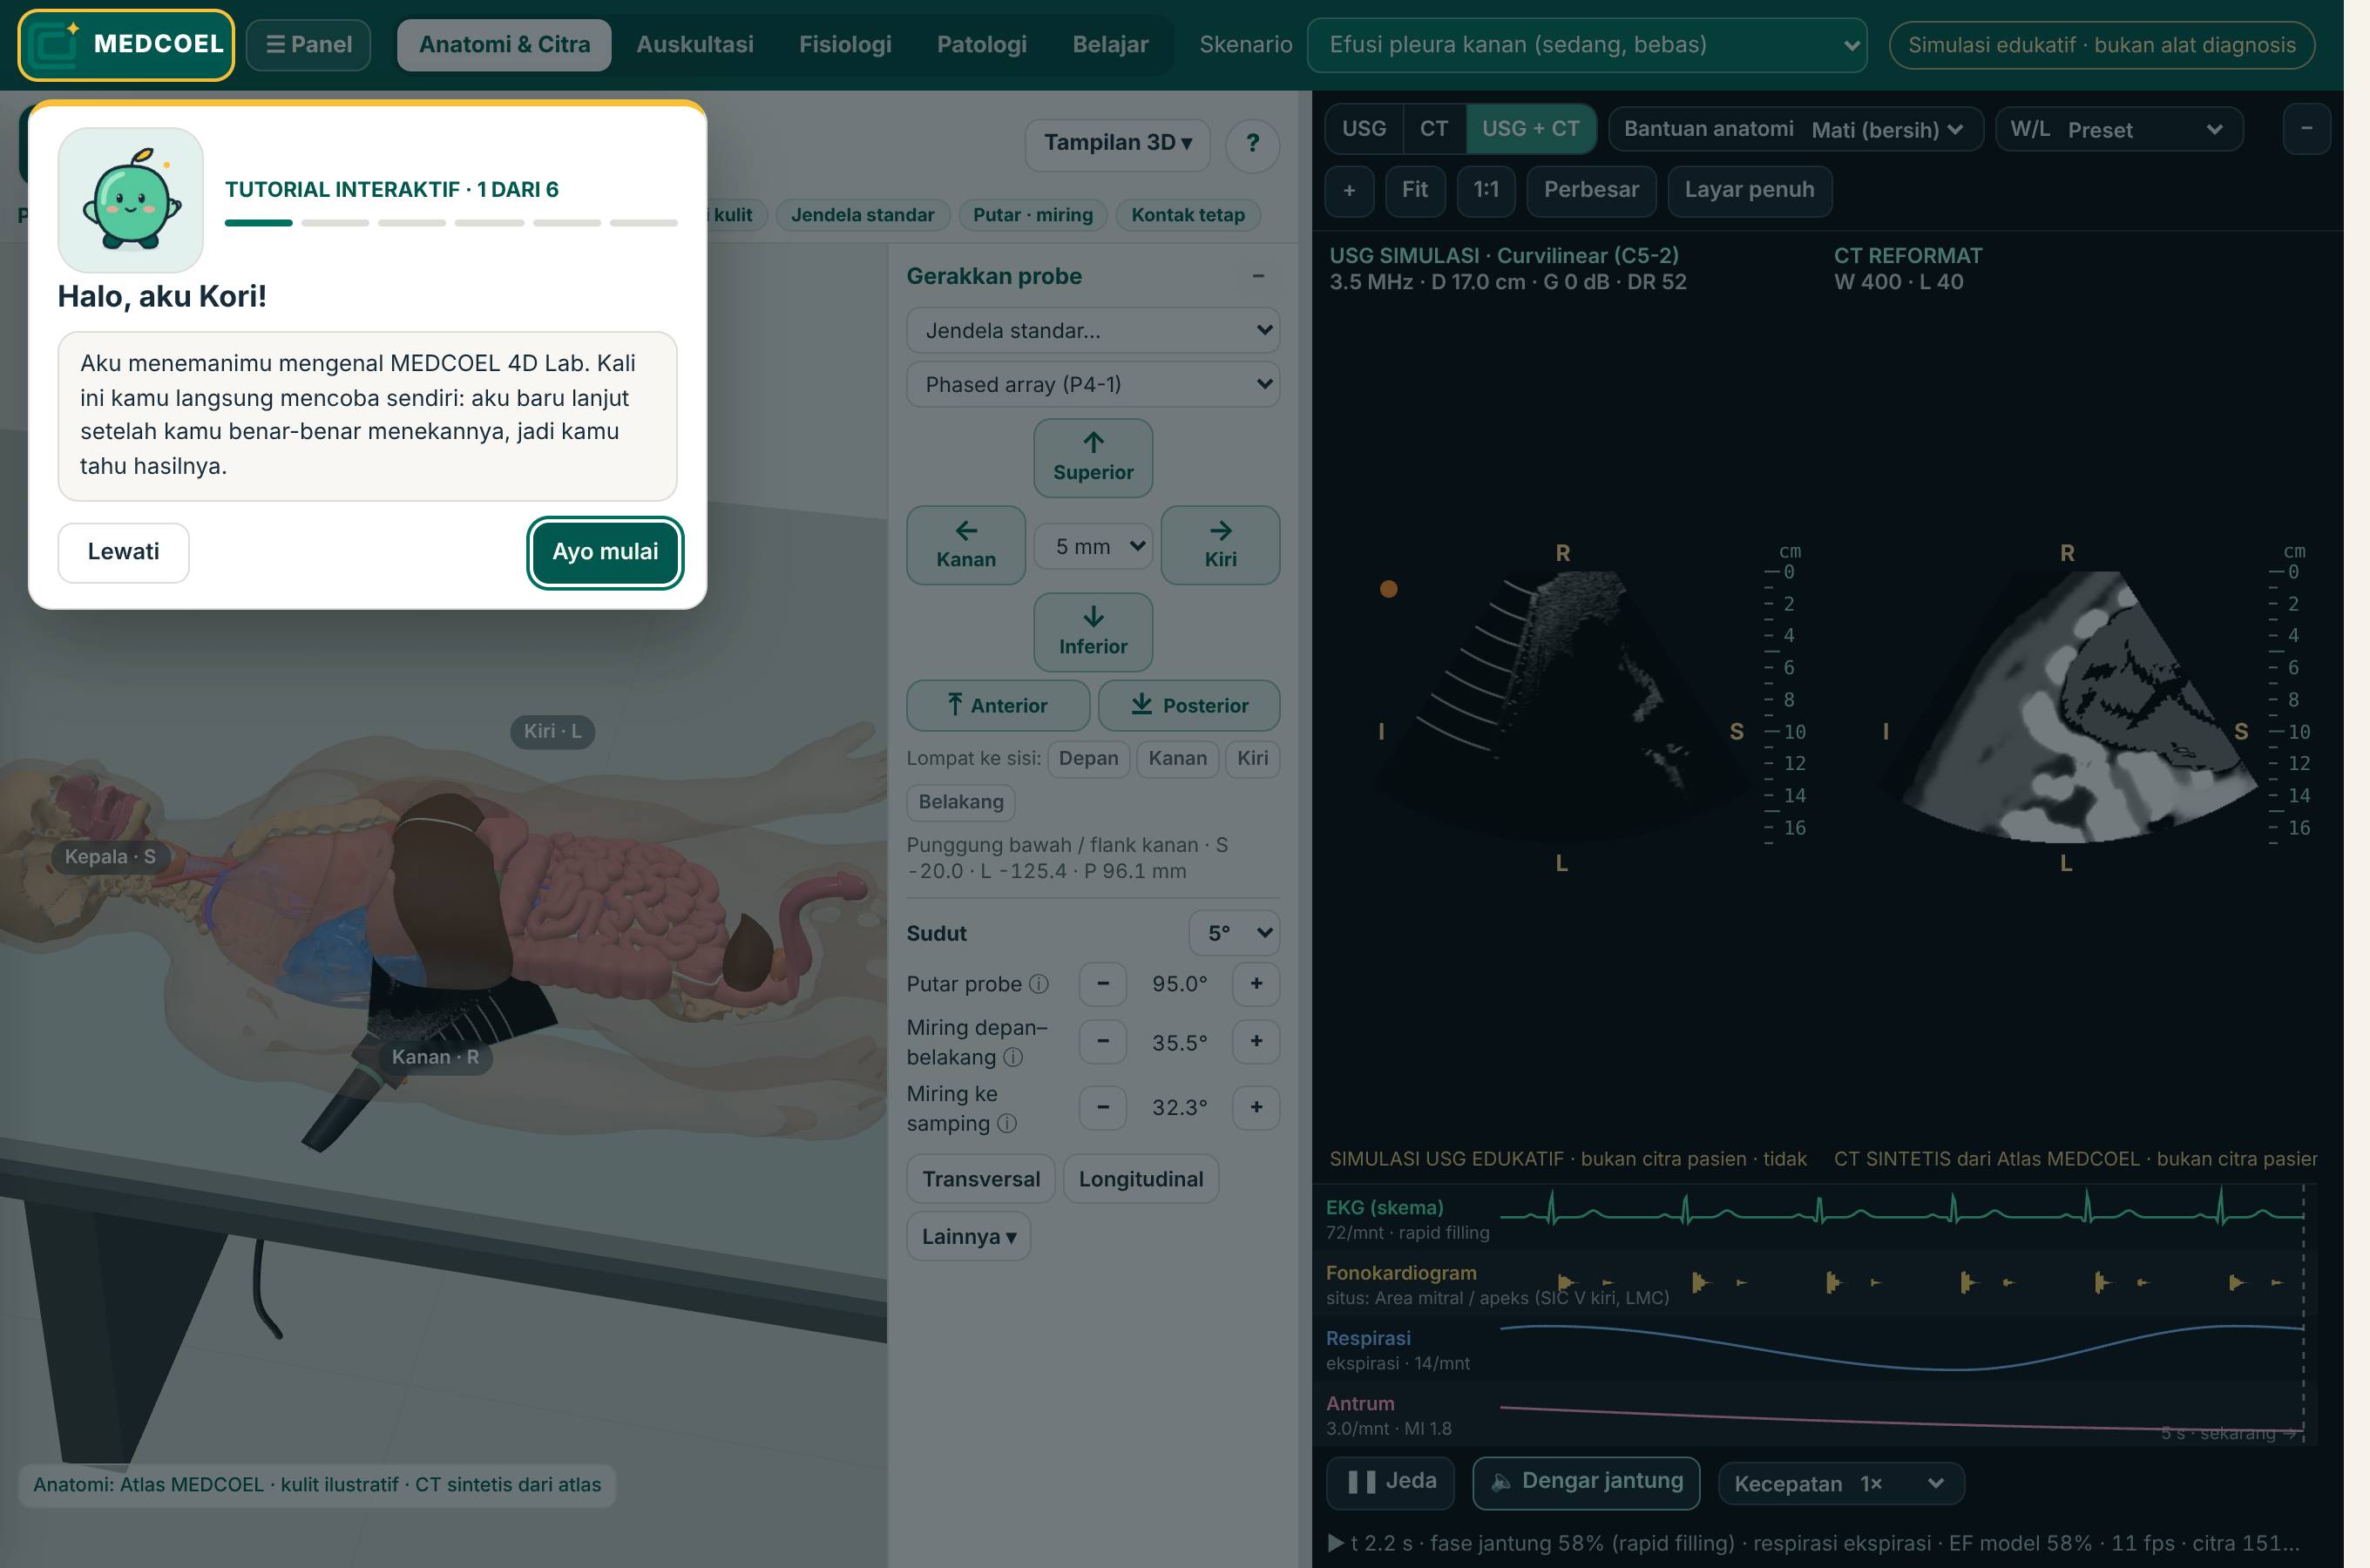 MEDCOEL
☰ Panel
Anatomi & Citra
Auskultasi
Fisiologi
Patologi
Belajar
Skenario
Efusi pleura kanan (sedang, bebas)
Simulasi edukatif · bukan alat diagnosis
TUTORIAL INTERAKTIF · 1 DARI 6
Halo, aku Kori!
Aku menemanimu mengenal MEDCOEL 4D Lab. Kali
ini kamu langsung mencoba sendiri: aku baru lanjut
setelah kamu benar-benar menekannya, jadi kamu
tahu hasilnya.
Lewati
Ayo mulai
Tampilan 3D ▾
?
kulit
Jendela standar
Putar · miring
Kontak tetap
Kiri · L
Kepala · S
Kanan · R
Anatomi: Atlas MEDCOEL · kulit ilustratif · CT sintetis dari atlas
Gerakkan probe
−
Jendela standar...
Phased array (P4-1)
↑
Superior
←
Kanan
5 mm
→
Kiri
↓
Inferior
Anterior
Posterior
Lompat ke sisi:
Depan
Kanan
Kiri
Belakang
Punggung bawah / flank kanan · S
-20.0 · L -125.4 · P 96.1 mm
Sudut
5°
Putar probe ⓘ
−
95.0°
+
Miring depan–
belakang ⓘ
−
35.5°
+
Miring ke
samping ⓘ
−
32.3°
+
Transversal
Longitudinal
Lainnya ▾
USG
CT
USG + CT
Bantuan anatomi
Mati (bersih)
W/L
Preset
−
+
Fit
1:1
Perbesar
Layar penuh
USG SIMULASI · Curvilinear (C5-2)
3.5 MHz · D 17.0 cm · G 0 dB · DR 52
CT REFORMAT
W 400 · L 40
R
I
S
L
cm
0
2
4
6
8
10
12
14
16
R
I
S
L
cm
0
2
4
6
8
10
12
14
16
SIMULASI USG EDUKATIF · bukan citra pasien · tidak
CT SINTETIS dari Atlas MEDCOEL · bukan citra pasien
EKG (skema)
72/mnt · rapid filling
Fonokardiogram
situs: Area mitral / apeks (SIC V kiri, LMC)
Respirasi
ekspirasi · 14/mnt
Antrum
3.0/mnt · MI 1.8
5 s · sekarang →
❚❚ Jeda
🔈 Dengar jantung
Kecepatan
1×
▶ t 2.2 s · fase jantung 58% (rapid filling) · respirasi ekspirasi · EF model 58% · 11 fps · citra 151...